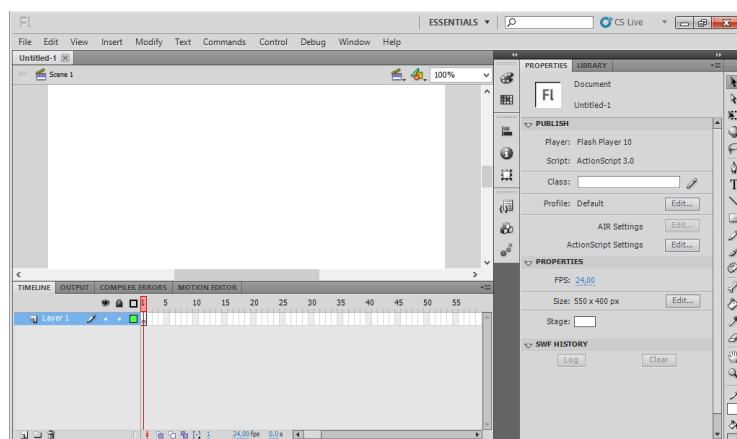 Fl
ESSENTIALS
CS Live
File Edit View Insert Modify Text Commands Control Debug Window Help
Untitled-1
Scene 1
100%
PROPERTIES LIBRARY
Fl
Document
Untitled-1
PUBLISH
Player: Flash Player 10
Script: ActionScript 3.0
Class:
Profile: Default Edit...
AIR Settings Edit...
ActionScript Settings Edit...
PROPERTIES
FPS: 24,00
Size: 550 x 400 px Edit...
Stage:
SWF HISTORY
Log Clear
TIMELINE OUTPUT COMPILER ERRORS MOTION EDITOR
1 5 10 15 20 25 30 35 40 45 50 55
Layer 1
1 24,00 fps 0,0 s
T